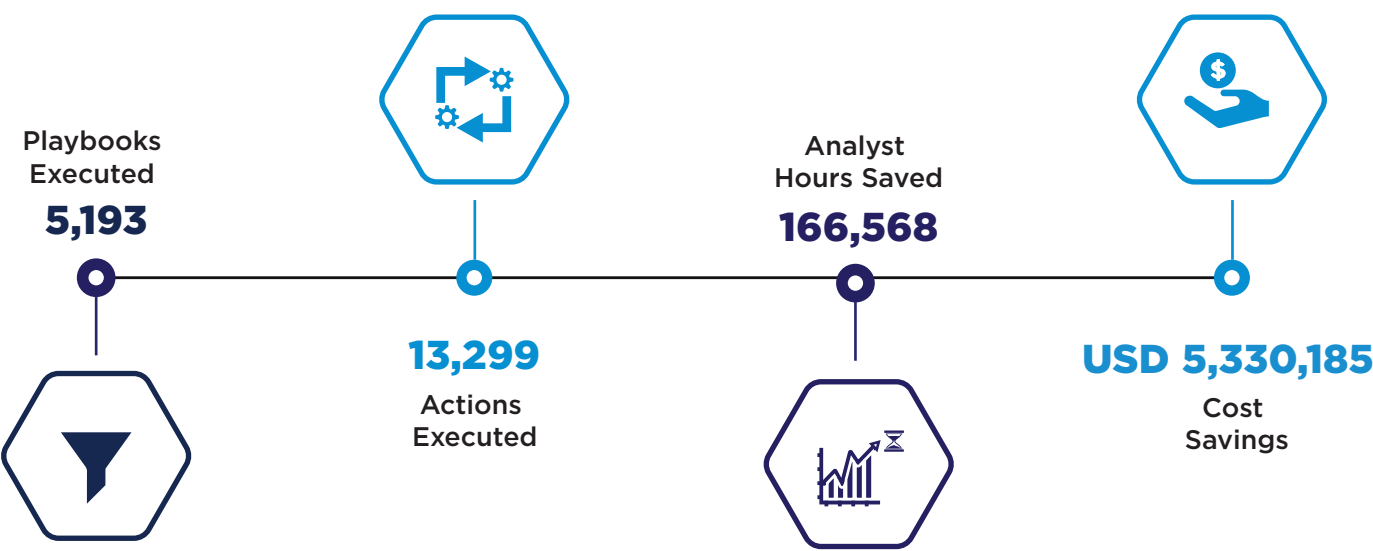 Playbooks
Executed
5,193
13,299
Actions
Executed
Analyst
Hours Saved
166,568
USD 5,330,185
Cost
Savings